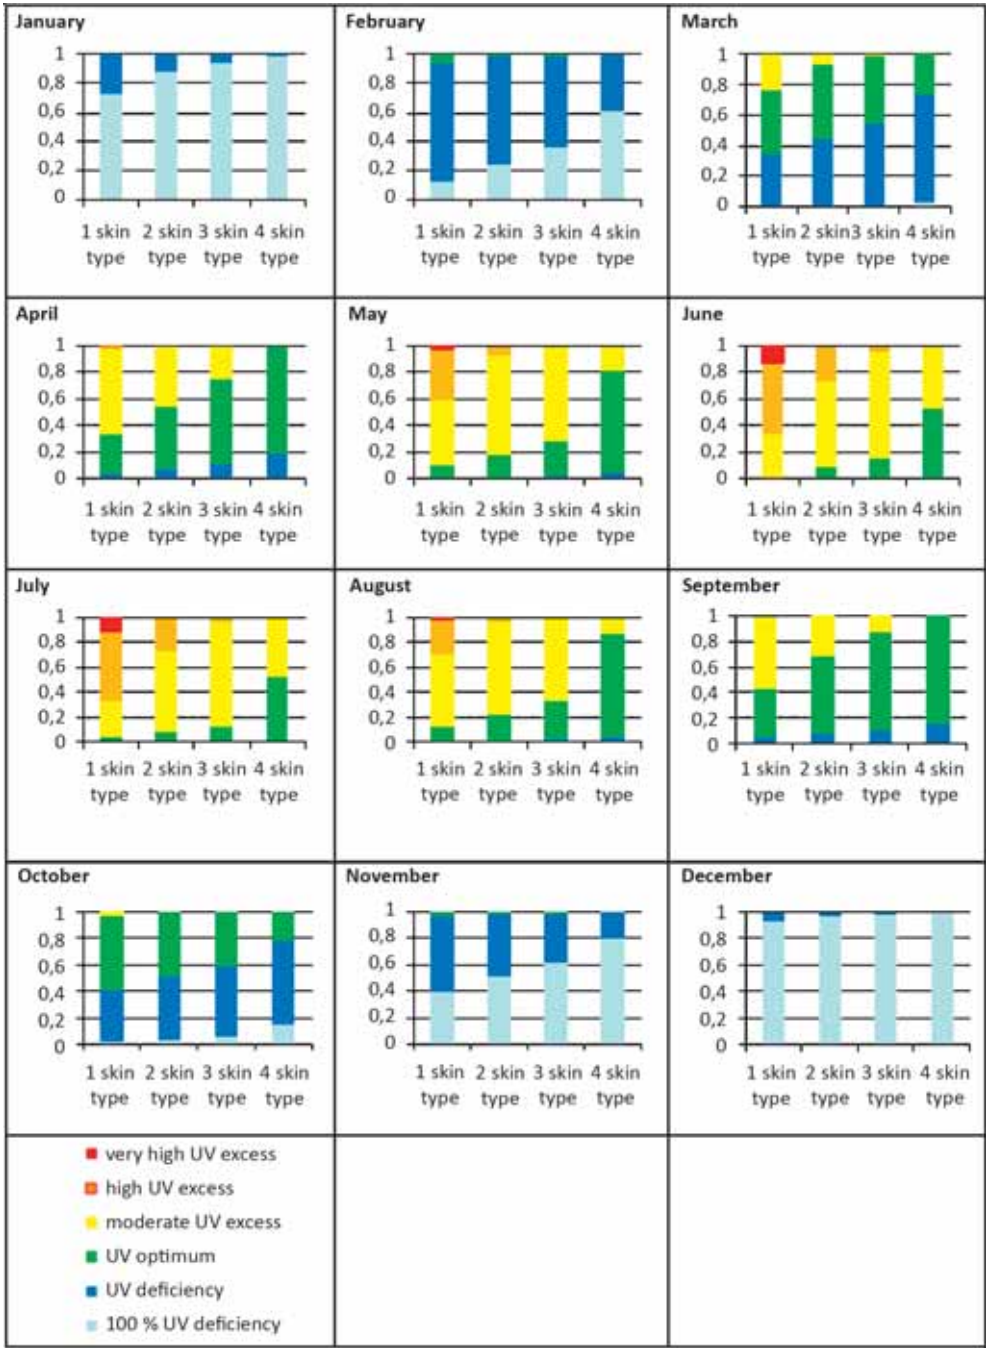 January
1
0,8
0,6
0,4
0,2
0
1 skin 2 skin 3 skin 4 skin
type type type type
February
1
0,8
0,6
0,4
0,2
0
1 skin 2 skin 3 skin 4 skin
type type type type
March
1
0,8
0,6
0,4
0,2
0
1 skin 2 skin 3 skin 4 skin
type type type type
April
1
0,8
0,6
0,4
0,2
0
1 skin 2 skin 3 skin 4 skin
type type type type
May
1
0,8
0,6
0,4
0,2
0
1 skin 2 skin 3 skin 4 skin
type type type type
June
1
0,8
0,6
0,4
0,2
0
1 skin 2 skin 3 skin 4 skin
type type type type
July
1
0,8
0,6
0,4
0,2
0
1 skin 2 skin 3 skin 4 skin
type type type type
August
1
0,8
0,6
0,4
0,2
0
1 skin 2 skin 3 skin 4 skin
type type type type
September
1
0,8
0,6
0,4
0,2
0
1 skin 2 skin 3 skin 4 skin
type type type type
October
1
0,8
0,6
0,4
0,2
0
1 skin 2 skin 3 skin 4 skin
type type type type
November
1
0,8
0,6
0,4
0,2
0
1 skin 2 skin 3 skin 4 skin
type type type type
December
1
0,8
0,6
0,4
0,2
0
1 skin 2 skin 3 skin 4 skin
type type type type
very high UV excess
high UV excess
moderate UV excess
UV optimum
UV deficiency
100 % UV deficiency